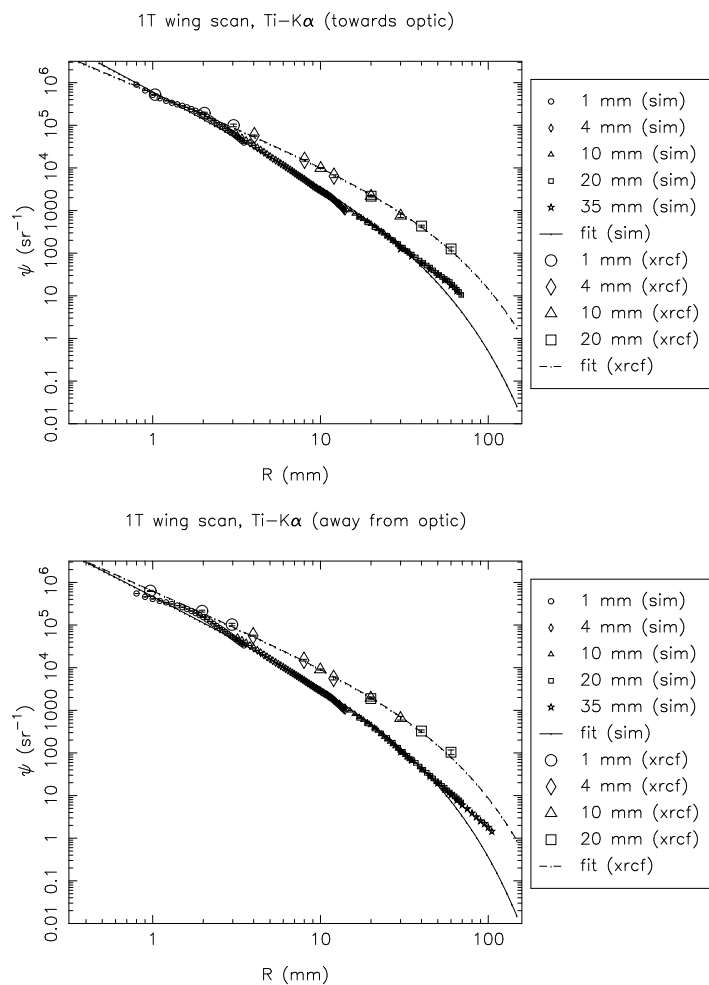 1T wing scan, Ti−Kα (towards optic)
10⁶
10⁵
10⁴
1000
100
10
1
0.1
0.01
ψ (sr⁻¹)
1
10
100
R (mm)
1 mm (sim)
4 mm (sim)
10 mm (sim)
20 mm (sim)
35 mm (sim)
fit (sim)
1 mm (xrcf)
4 mm (xrcf)
10 mm (xrcf)
20 mm (xrcf)
fit (xrcf)
1T wing scan, Ti−Kα (away from optic)
10⁶
10⁵
10⁴
1000
100
10
1
0.1
0.01
ψ (sr⁻¹)
1
10
100
R (mm)
1 mm (sim)
4 mm (sim)
10 mm (sim)
20 mm (sim)
35 mm (sim)
fit (sim)
1 mm (xrcf)
4 mm (xrcf)
10 mm (xrcf)
20 mm (xrcf)
fit (xrcf)